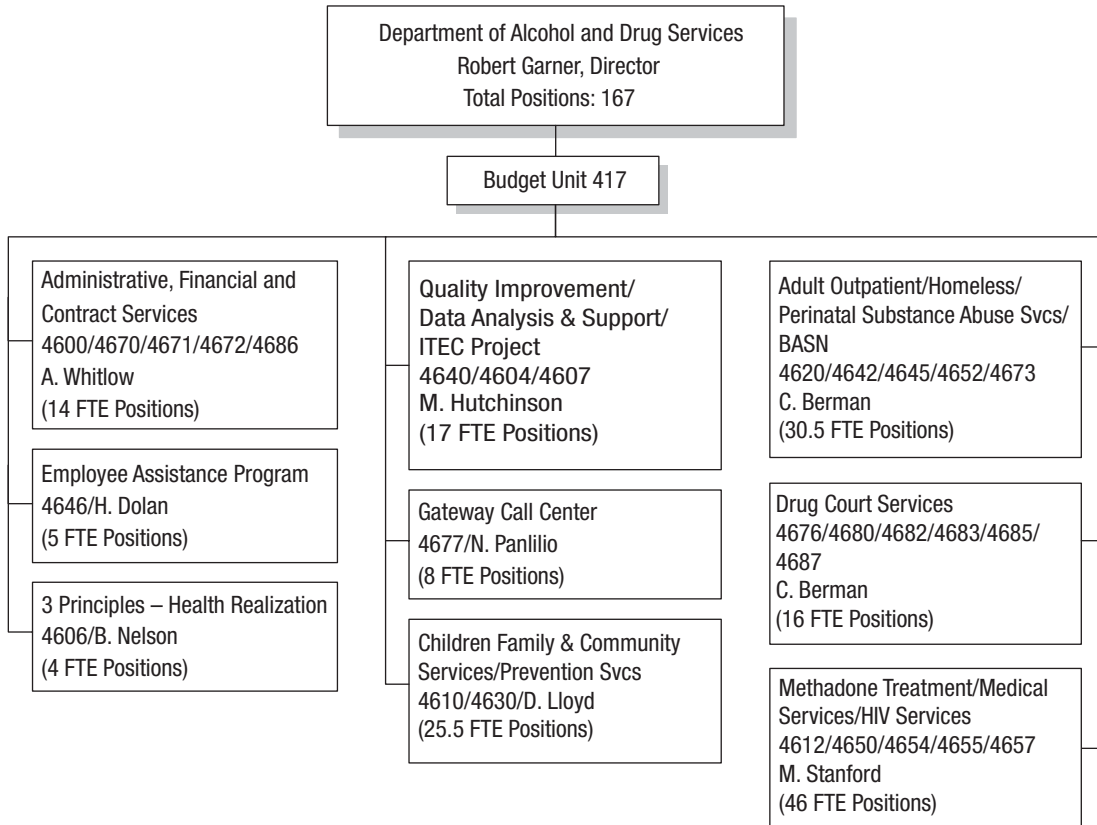 Department of Alcohol and Drug Services
Robert Garner, Director
Total Positions: 167
Budget Unit 417
Administrative, Financial and
Contract Services
4600/4670/4671/4672/4686
A. Whitlow
(14 FTE Positions)
Employee Assistance Program
4646/H. Dolan
(5 FTE Positions)
3 Principles – Health Realization
4606/B. Nelson
(4 FTE Positions)
Quality Improvement/
Data Analysis & Support/
ITEC Project
4640/4604/4607
M. Hutchinson
(17 FTE Positions)
Gateway Call Center
4677/N. Panlilio
(8 FTE Positions)
Children Family & Community
Services/Prevention Svcs
4610/4630/D. Lloyd
(25.5 FTE Positions)
Adult Outpatient/Homeless/
Perinatal Substance Abuse Svcs/
BASN
4620/4642/4645/4652/4673
C. Berman
(30.5 FTE Positions)
Drug Court Services
4676/4680/4682/4683/4685/
4687
C. Berman
(16 FTE Positions)
Methadone Treatment/Medical
Services/HIV Services
4612/4650/4654/4655/4657
M. Stanford
(46 FTE Positions)